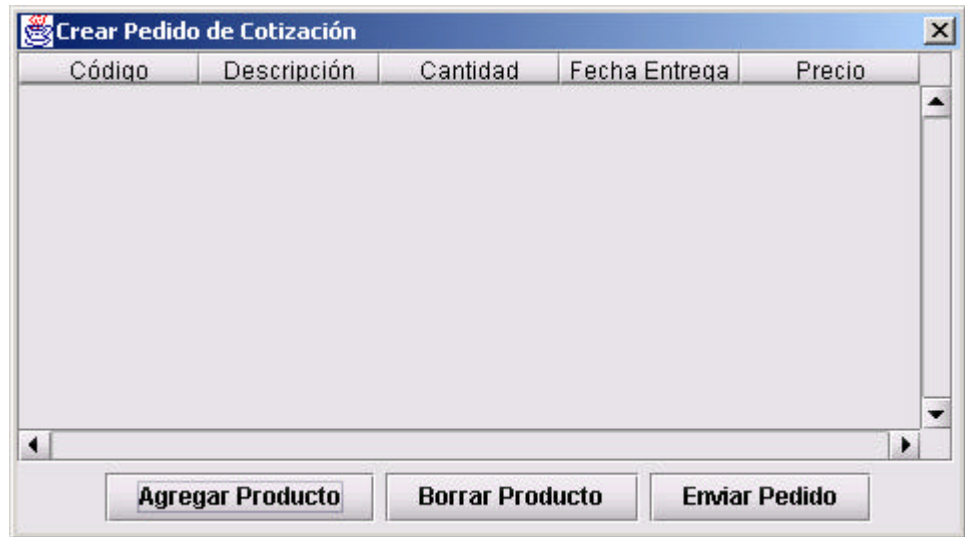 Crear Pedido de Cotización
Código Descripción Cantidad Fecha Entrega Precio
Agregar Producto Borrar Producto Enviar Pedido